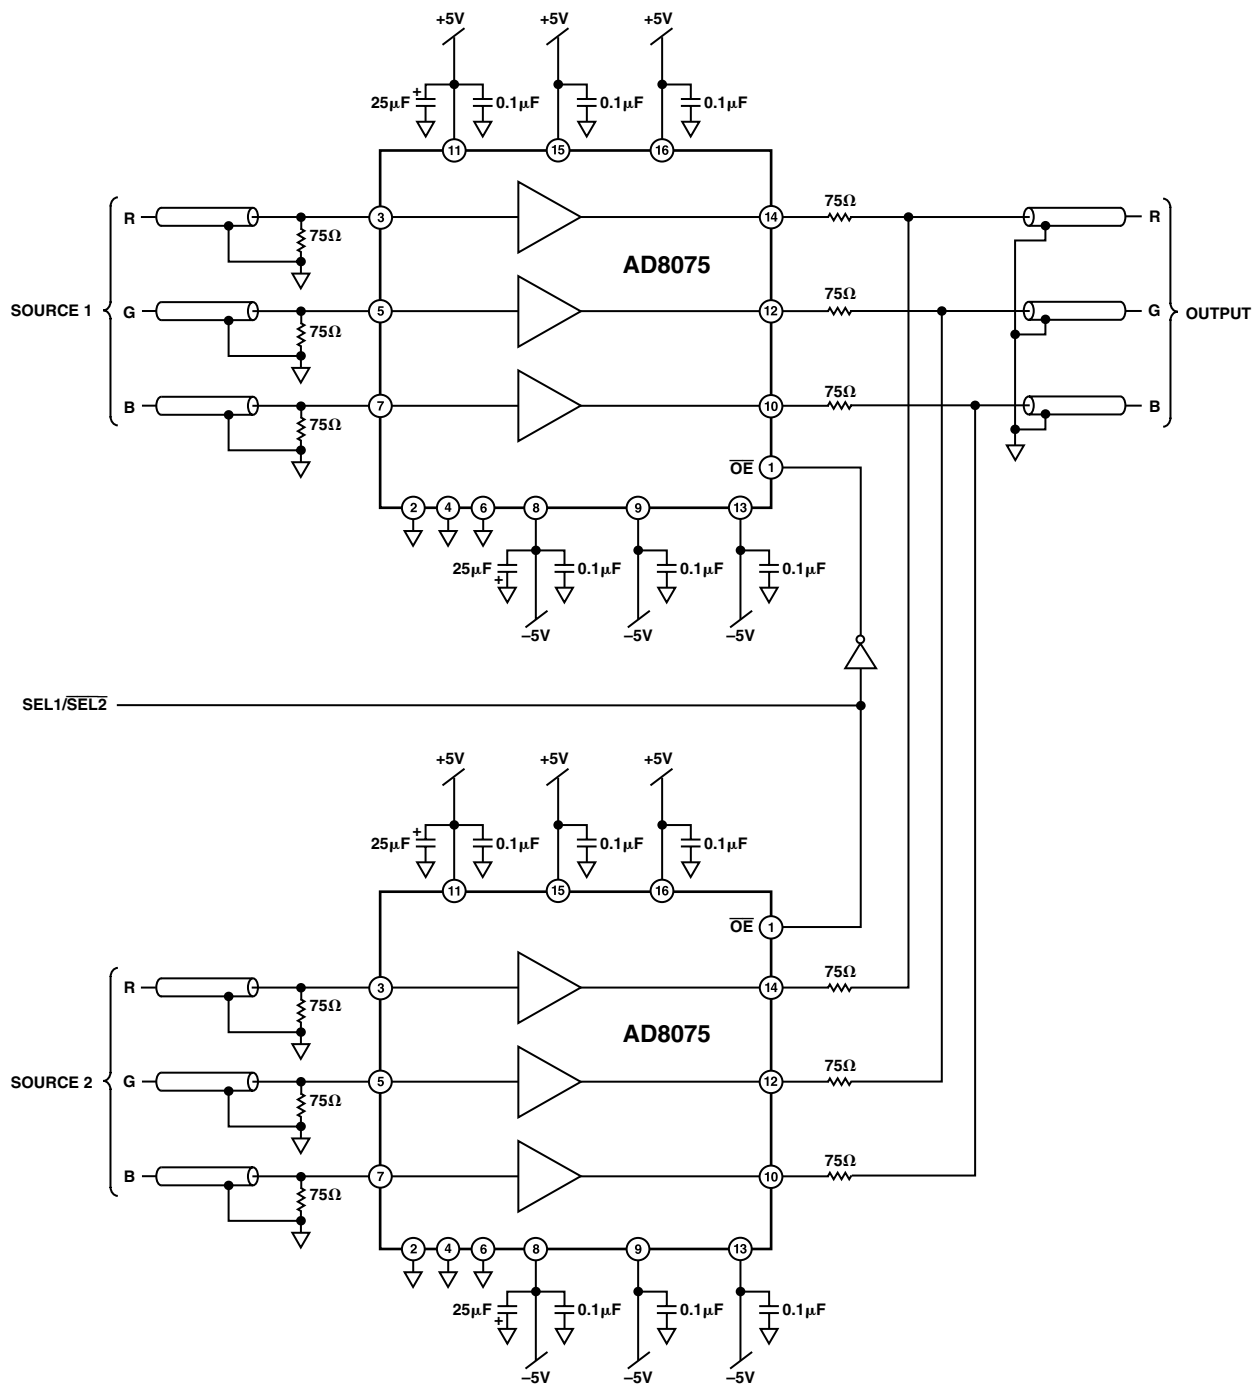 +5V +5V +5V
25μF + 0.1μF 0.1μF 0.1μF
11 15 16
R 3 14 75Ω R
75Ω
AD8075
SOURCE 1 G 5 12 75Ω G OUTPUT
75Ω
B 7 10 75Ω B
75Ω
OE 1
2 4 6 8 9 13
25μF + 0.1μF 0.1μF 0.1μF
–5V –5V –5V
SEL1/SEL2
+5V +5V +5V
25μF + 0.1μF 0.1μF 0.1μF
11 15 16
OE 1
R 3 14 75Ω
75Ω
AD8075
SOURCE 2 G 5 12 75Ω
75Ω
B 7 10 75Ω
75Ω
2 4 6 8 9 13
25μF + 0.1μF 0.1μF 0.1μF
–5V –5V –5V